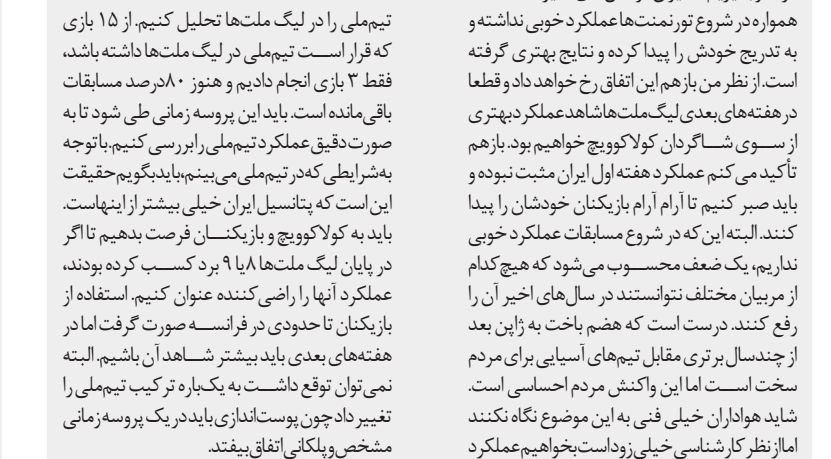 همواره در شروع تورنمنت‌ها عملکرد خوبی نداشته و
به تدریج خودش را پیدا کرده و نتایج بهتری گرفته
است. از نظر من باز هم این اتفاق رخ خواهد داد و قطعا
در هفته‌های بعدی لیگ ملت‌ها شاهد عملکرد بهتری
از سوی شاگردان کولاکوویچ خواهیم بود. باز هم
تأکید می‌کنم عملکرد هفته اول ایران مثبت نبوده و
باید صبر کنیم تا آرام آرام بازیکنان خودشان را پیدا
کنند. البته این که در شروع مسابقات عملکرد خوبی
نداریم، یک ضعف محسوب می‌شود که هیچ کدام
از مربیان مختلف نتوانستند در سال‌های اخیر آن را
رفع کنند. درست است که هضم باخت به ژاپن بعد
از چند سال برتری مقابل تیم‌های آسیایی برای مردم
سخت است اما این واکنش مردم احساسی است.
شاید هواداران خیلی فنی به این موضوع نگاه نکنند
اما از نظر کارشناسی خیلی زود است بخواهیم عملکرد
تیم‌ملی را در لیگ ملت‌ها تحلیل کنیم. از ۱۵ بازی
که قرار است تیم‌ملی در لیگ ملت‌ها داشته باشد،
فقط ۳ بازی انجام دادیم و هنوز ۸۰ درصد مسابقات
باقی مانده است. باید این پروسه زمانی طی شود تا به
صورت دقیق عملکرد تیم‌ملی را بررسی کنیم. با توجه
به شرایطی که در تیم‌ملی می‌بینم، باید بگویم حقیقت
این است که پتانسیل ایران خیلی بیشتر از اینهاست.
باید به کولاکوویچ و بازیکنان فرصت بدهیم تا اگر
در پایان لیگ ملت‌ها ۸ یا ۹ برد کسب کرده بودند،
عملکرد آنها را راضی کننده عنوان کنیم. استفاده از
بازیکنان تا حدودی در فرانسه صورت گرفت اما در
هفته‌های بعدی باید بیشتر شاهد آن باشیم. البته
نمی‌توان توقع داشت به یک‌باره ترکیب تیم‌ملی را
تغییر داد چون پوست‌اندازی باید در یک پروسه زمانی
مشخص و پلکانی اتفاق بیفتد.